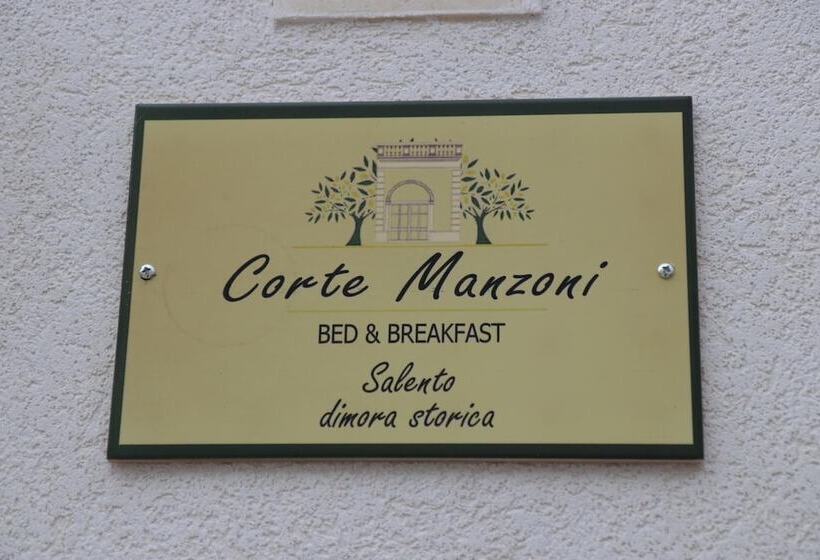 Corte Manzoni
BED & BREAKFAST
Salento
dimora storica